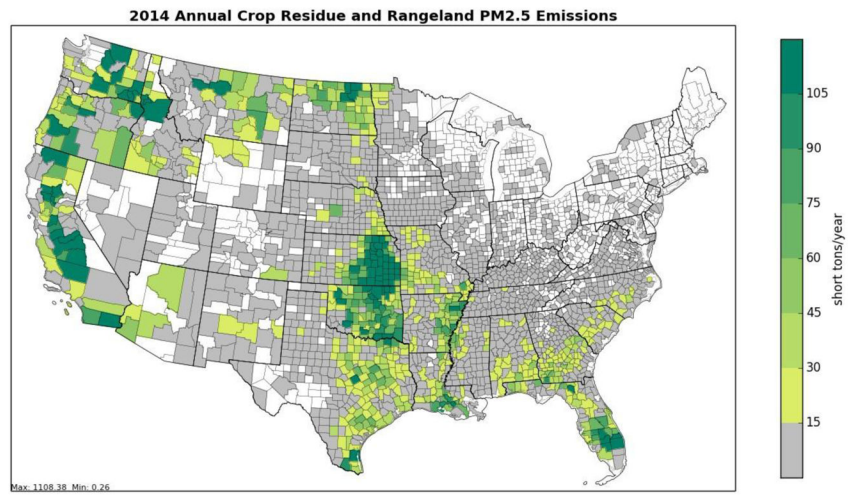 2014 Annual Crop Residue and Rangeland PM2.5 Emissions
105
90
75
60
45
30
15
short tons/year
Max: 1108.38 Min: 0.26